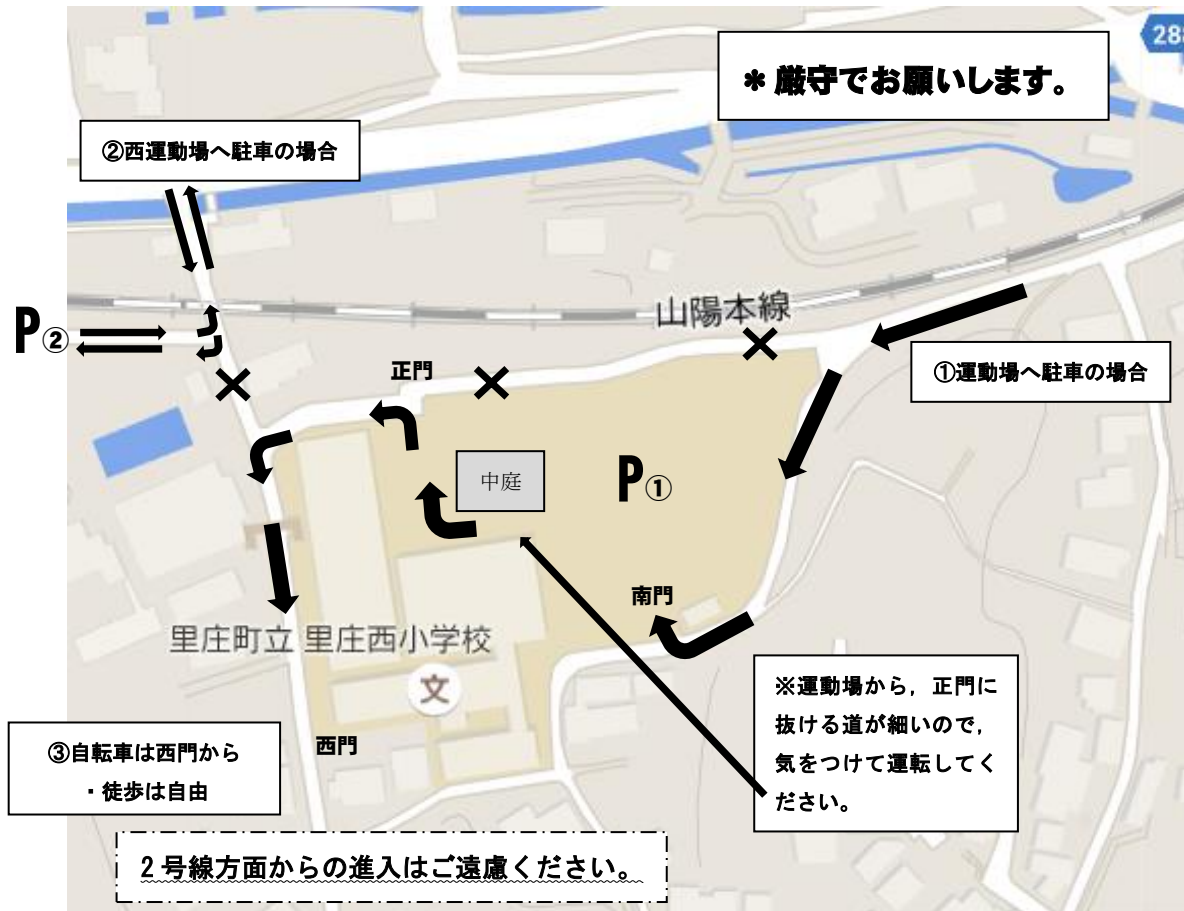 283
＊厳守でお願いします。
②西運動場へ駐車の場合
P②
山陽本線
正門
①運動場へ駐車の場合
中庭
P①
南門
里庄町立 里庄西小学校
文
※運動場から，正門に
抜ける道が細いので，
気をつけて運転してく
ださい。
西門
③自転車は西門から
・徒歩は自由
2号線方面からの進入はご遠慮ください。